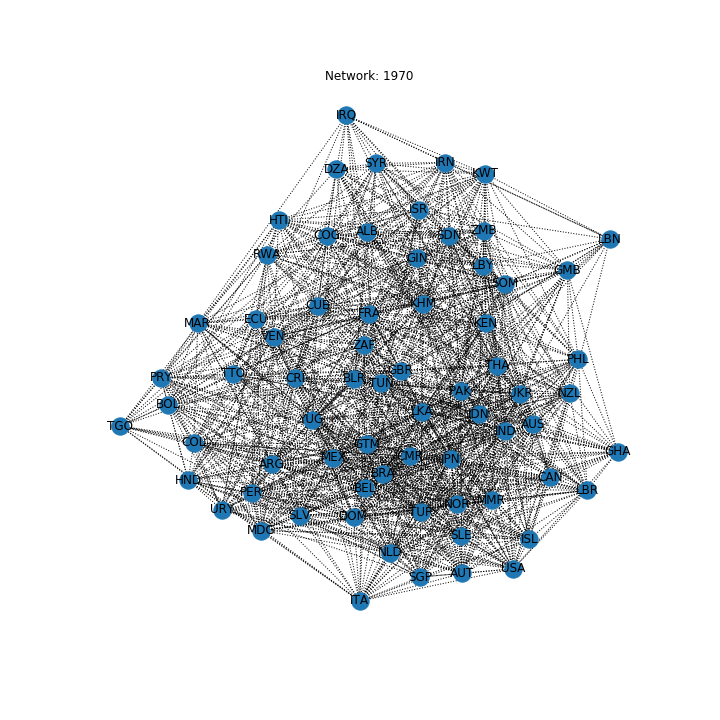 Network: 1970
IRQ
DZA
SYR
IRN
KWT
ISR
HTI
COG
ALB
SDN
ZMB
LBN
RWA
GIN
LBY
GMB
SOM
CUB
KHM
FRA
MAR
ECU
KEN
VEN
ZAF
PHL
THA
GBR
PRY
TTO
CRI
BLR
TUN
PAK
UKR
NZL
BOL
LKA
IDN
YUG
TGO
AUS
IND
COL
GTM
GHA
MEX
CMR
JPN
ARG
BRA
HND
CAN
BEL
LBR
PER
MMR
NOR
URY
SLV
DOM
TUR
MDG
SLE
ISL
NLD
USA
AUT
SGP
ITA